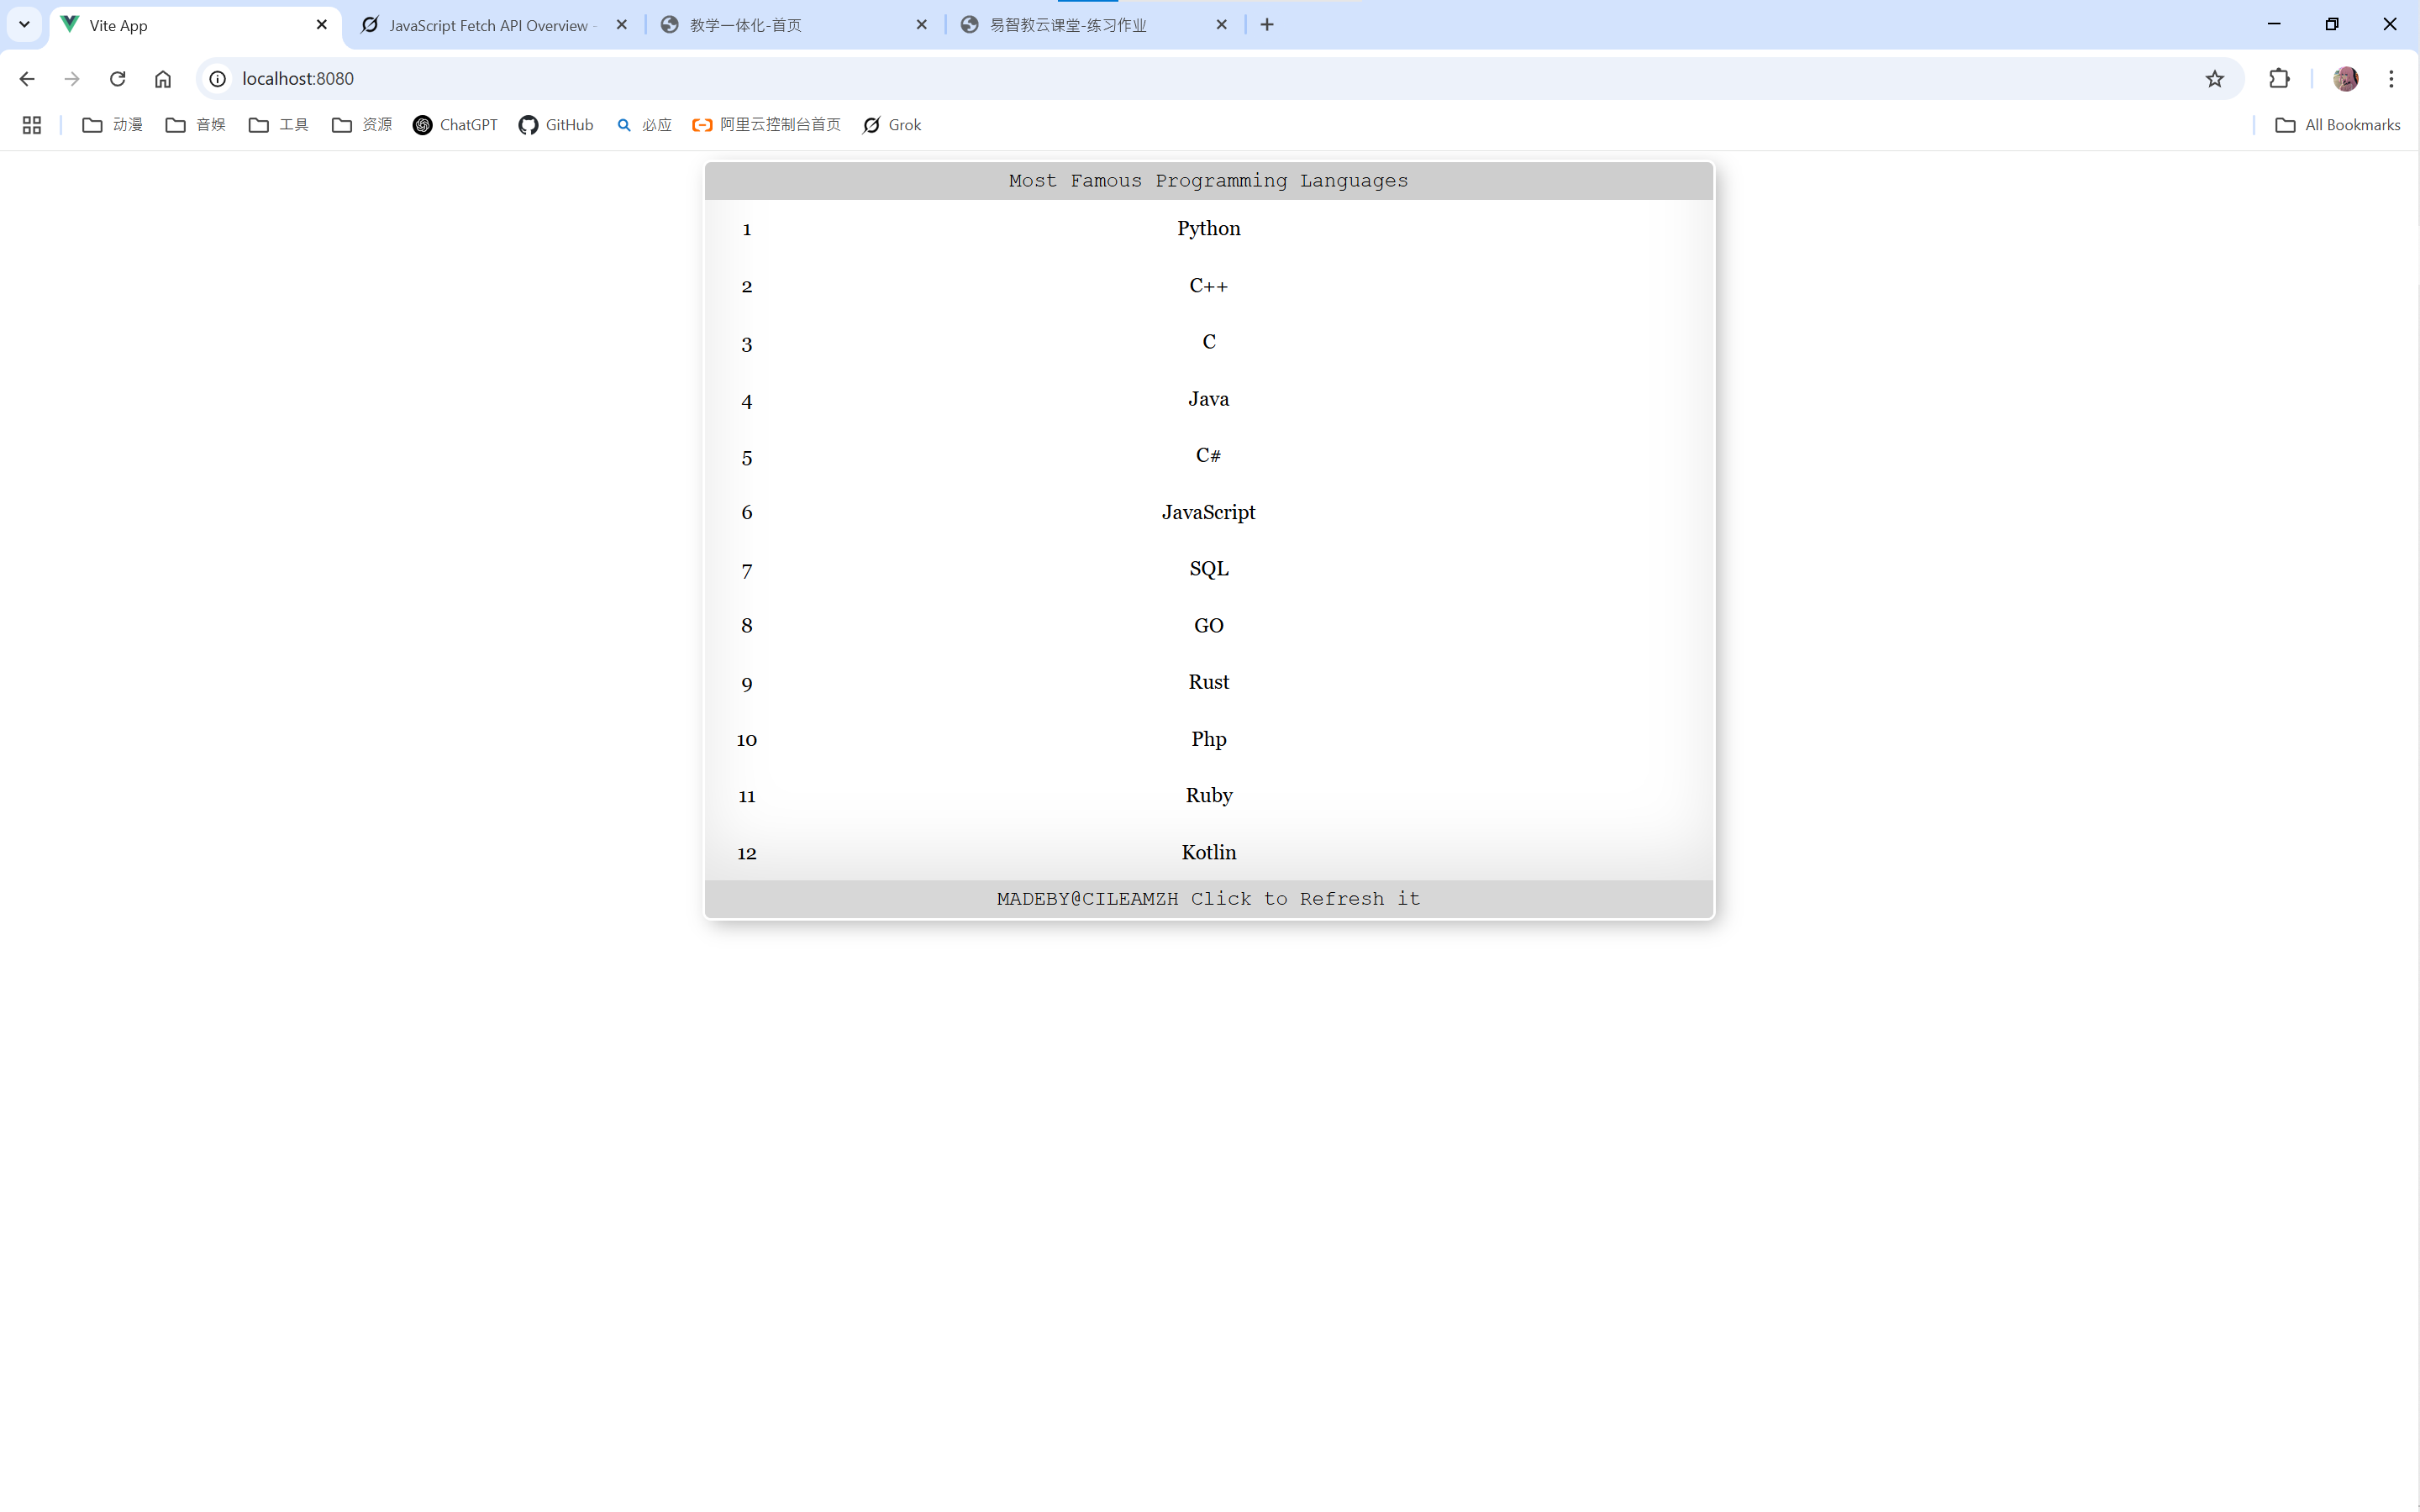 Vite App
JavaScript Fetch API Overview -
教学一体化-首页
易智教云课堂-练习作业
localhost:8080
动漫
音娱
工具
资源
ChatGPT
GitHub
必应
阿里云控制台首页
Grok
All Bookmarks
Most Famous Programming Languages
1 Python
2 C++
3 C
4 Java
5 C#
6 JavaScript
7 SQL
8 GO
9 Rust
10 Php
11 Ruby
12 Kotlin
MADEBY@CILEAMZH Click to Refresh it